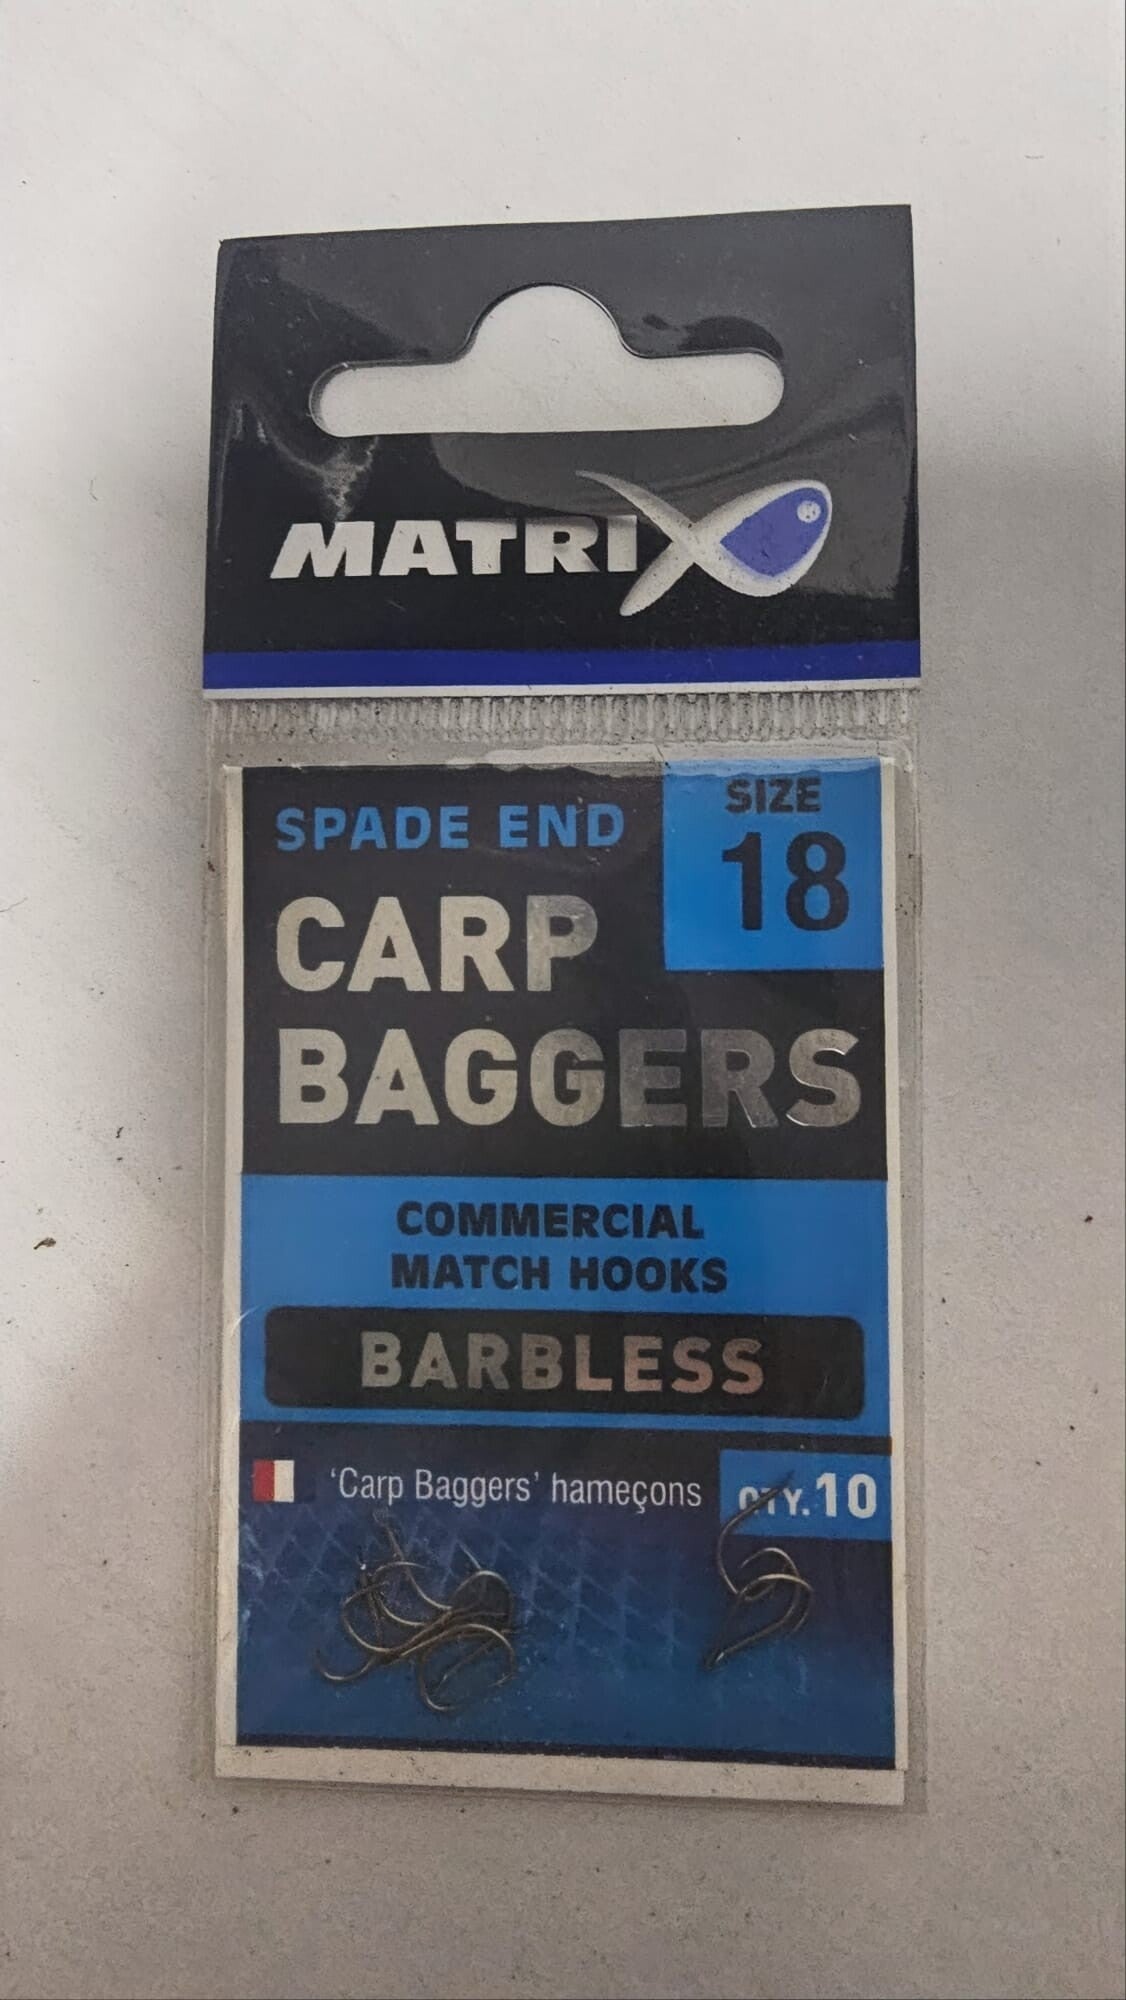 MATRIX
SPADE END
SIZE
18
CARP
BAGGERS
COMMERCIAL
MATCH HOOKS
BARBLESS
‘Carp Baggers’ hameçons
QTY.10